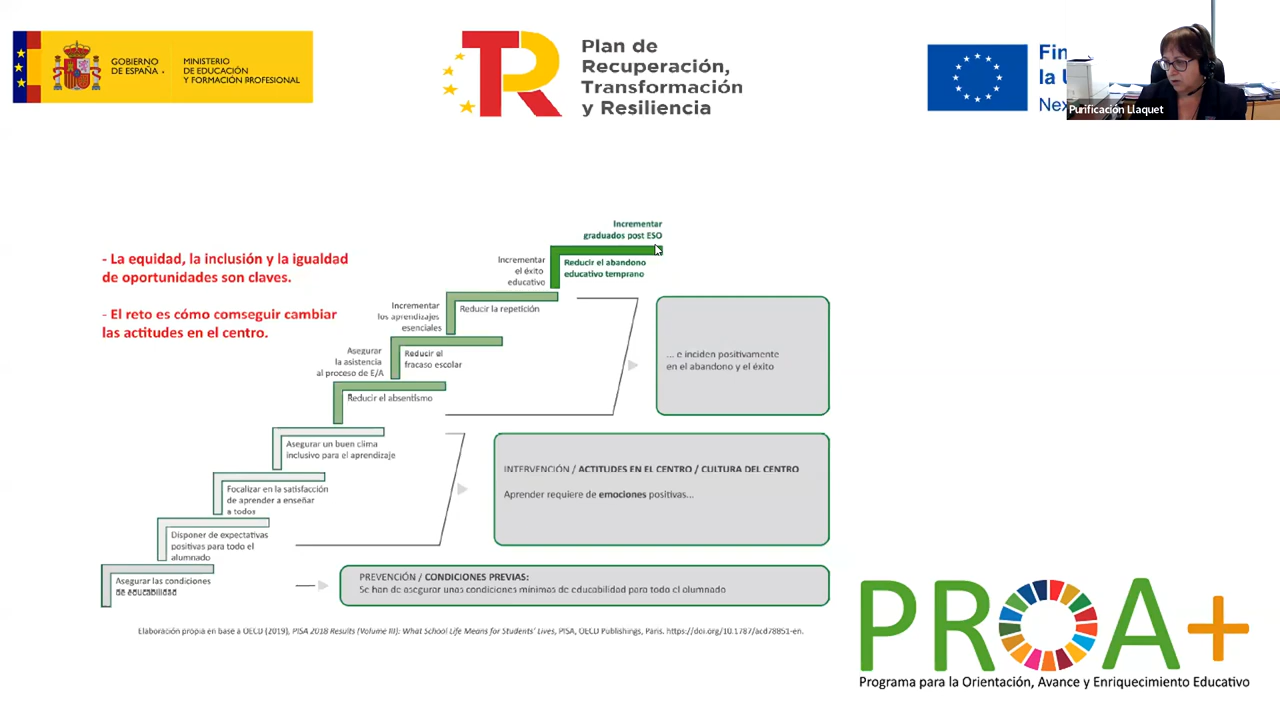 GOBIERNO
DE ESPAÑA
MINISTERIO
DE EDUCACIÓN
Y FORMACIÓN PROFESIONAL
TR
Plan de
Recuperación,
Transformación
y Resiliencia
Fin
la U
Nex
Purificación Llaquet
- La equidad, la inclusión y la igualdad
de oportunidades son claves.
- El reto es cómo comseguir cambiar
las actitudes en el centro.
Incrementar
graduados post ESO
Reducir el abandono
educativo temprano
Incrementar
el éxito
educativo
Reducir la repetición
Incrementar
los aprendizajes
esenciales
Reducir el
fracaso escolar
Asegurar
la asistencia
al proceso de E/A
Reducir el absentismo
Asegurar un buen clima
inclusivo para el aprendizaje
Focalizar en la satisfacción
de aprender a enseñar
a todos
Disponer de expectativas
positivas para todo el
alumnado
Asegurar las condiciones
de educabilidad
... e inciden positivamente
en el abandono y el éxito
INTERVENCIÓN / ACTITUDES EN EL CENTRO / CULTURA DEL CENTRO
Aprender requiere de emociones positivas...
PREVENCIÓN / CONDICIONES PREVIAS:
Se han de asegurar unas condiciones mínimas de educabilidad para todo el alumnado
Elaboración propia en base a OECD (2019), PISA 2018 Results (Volume III): What School Life Means for Students' Lives, PISA, OECD Publishings, Paris. https://doi.org/10.1787/acd78851-en.
PROA+
Programa para la Orientación, Avance y Enriquecimiento Educativo